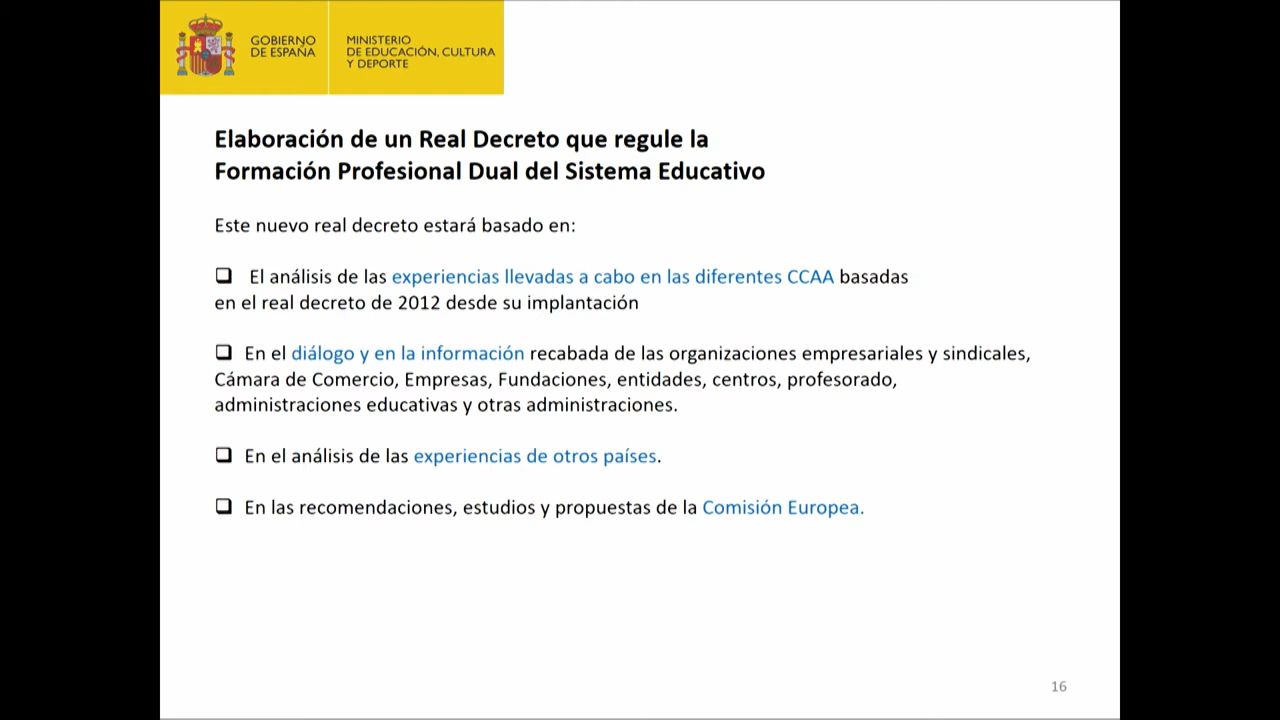 GOBIERNO
DE ESPAÑA
MINISTERIO
DE EDUCACIÓN, CULTURA
Y DEPORTE
Elaboración de un Real Decreto que regule la
Formación Profesional Dual del Sistema Educativo
Este nuevo real decreto estará basado en:
❑ El análisis de las experiencias llevadas a cabo en las diferentes CCAA basadas
en el real decreto de 2012 desde su implantación
❑ En el diálogo y en la información recabada de las organizaciones empresariales y sindicales,
Cámara de Comercio, Empresas, Fundaciones, entidades, centros, profesorado,
administraciones educativas y otras administraciones.
❑ En el análisis de las experiencias de otros países.
❑ En las recomendaciones, estudios y propuestas de la Comisión Europea.
16